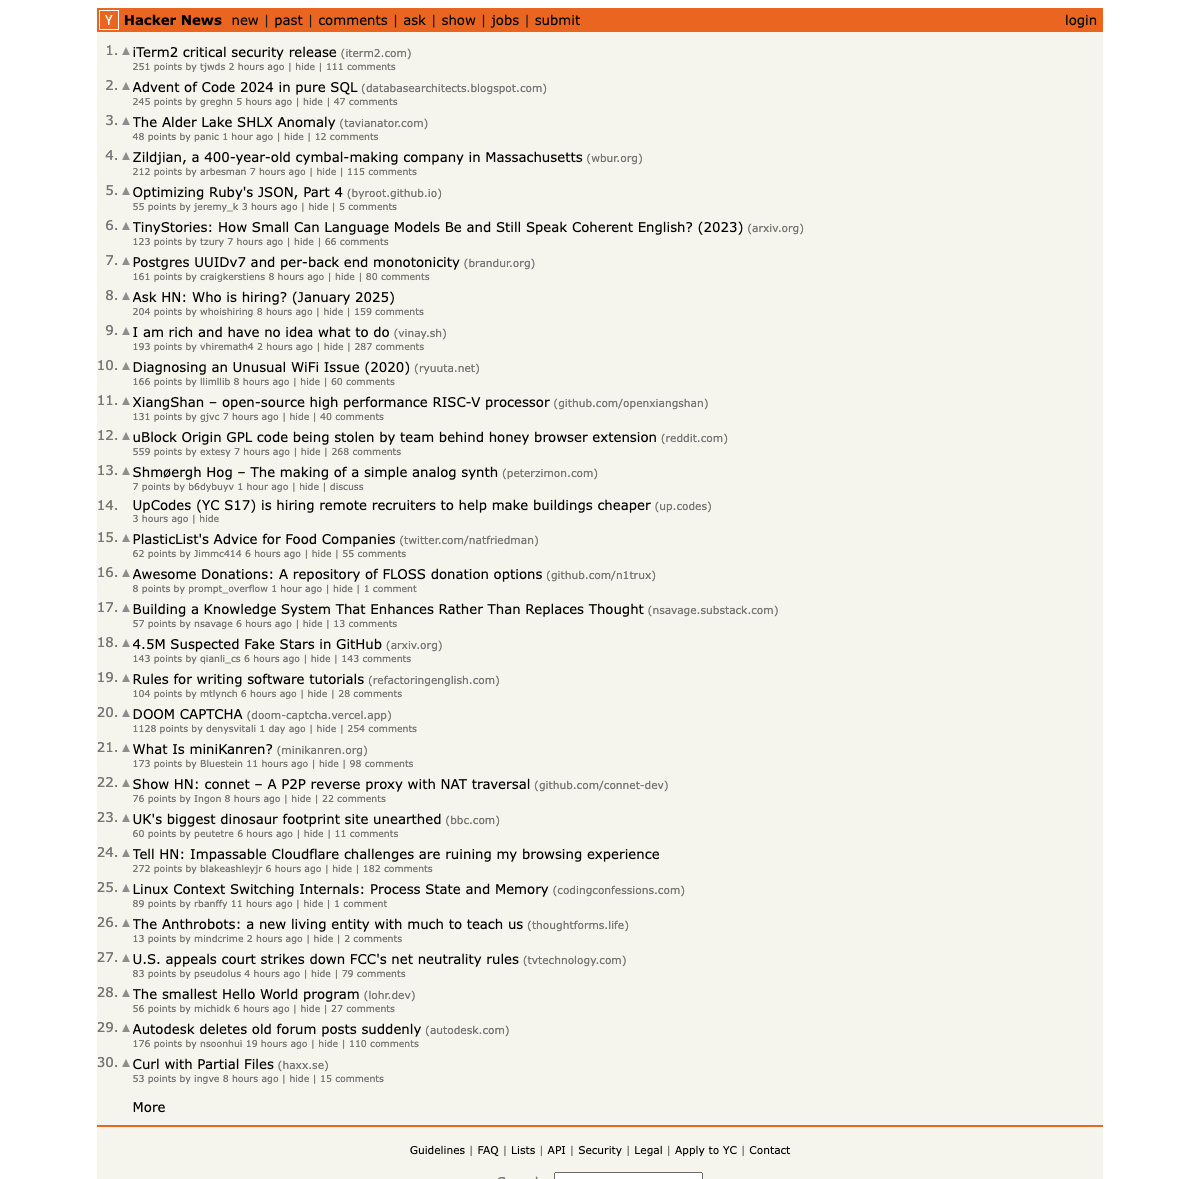 Y Hacker News new | past | comments | ask | show | jobs | submit login
1. ▲ iTerm2 critical security release (iterm2.com)
251 points by tjwds 2 hours ago | hide | 111 comments
2. ▲ Advent of Code 2024 in pure SQL (databasearchitects.blogspot.com)
245 points by greghn 5 hours ago | hide | 47 comments
3. ▲ The Alder Lake SHLX Anomaly (tavianator.com)
48 points by panic 1 hour ago | hide | 12 comments
4. ▲ Zildjian, a 400-year-old cymbal-making company in Massachusetts (wbur.org)
212 points by arbesman 7 hours ago | hide | 115 comments
5. ▲ Optimizing Ruby's JSON, Part 4 (byroot.github.io)
55 points by jeremy_k 3 hours ago | hide | 5 comments
6. ▲ TinyStories: How Small Can Language Models Be and Still Speak Coherent English? (2023) (arxiv.org)
123 points by tzury 7 hours ago | hide | 66 comments
7. ▲ Postgres UUIDv7 and per-back end monotonicity (brandur.org)
161 points by craigkerstiens 8 hours ago | hide | 80 comments
8. ▲ Ask HN: Who is hiring? (January 2025)
204 points by whoishiring 8 hours ago | hide | 159 comments
9. ▲ I am rich and have no idea what to do (vinay.sh)
193 points by vhiremath4 2 hours ago | hide | 287 comments
10. ▲ Diagnosing an Unusual WiFi Issue (2020) (ryuuta.net)
166 points by llimllib 8 hours ago | hide | 60 comments
11. ▲ XiangShan – open-source high performance RISC-V processor (github.com/openxiangshan)
131 points by gjvc 7 hours ago | hide | 40 comments
12. ▲ uBlock Origin GPL code being stolen by team behind honey browser extension (reddit.com)
559 points by extesy 7 hours ago | hide | 268 comments
13. ▲ Shmøergh Hog – The making of a simple analog synth (peterzimon.com)
7 points by b6dybuyv 1 hour ago | hide | discuss
14. UpCodes (YC S17) is hiring remote recruiters to help make buildings cheaper (up.codes)
3 hours ago | hide
15. ▲ PlasticList's Advice for Food Companies (twitter.com/natfriedman)
62 points by Jimmc414 6 hours ago | hide | 55 comments
16. ▲ Awesome Donations: A repository of FLOSS donation options (github.com/n1trux)
8 points by prompt_overflow 1 hour ago | hide | 1 comment
17. ▲ Building a Knowledge System That Enhances Rather Than Replaces Thought (nsavage.substack.com)
57 points by nsavage 6 hours ago | hide | 13 comments
18. ▲ 4.5M Suspected Fake Stars in GitHub (arxiv.org)
143 points by qianli_cs 6 hours ago | hide | 143 comments
19. ▲ Rules for writing software tutorials (refactoringenglish.com)
104 points by mtlynch 6 hours ago | hide | 28 comments
20. ▲ DOOM CAPTCHA (doom-captcha.vercel.app)
1128 points by denysvitali 1 day ago | hide | 254 comments
21. ▲ What Is miniKanren? (minikanren.org)
173 points by Bluestein 11 hours ago | hide | 98 comments
22. ▲ Show HN: connet – A P2P reverse proxy with NAT traversal (github.com/connet-dev)
76 points by Ingon 8 hours ago | hide | 22 comments
23. ▲ UK's biggest dinosaur footprint site unearthed (bbc.com)
60 points by peutetre 6 hours ago | hide | 11 comments
24. ▲ Tell HN: Impassable Cloudflare challenges are ruining my browsing experience
272 points by blakeashleyjr 6 hours ago | hide | 182 comments
25. ▲ Linux Context Switching Internals: Process State and Memory (codingconfessions.com)
89 points by rbanffy 11 hours ago | hide | 1 comment
26. ▲ The Anthrobots: a new living entity with much to teach us (thoughtforms.life)
13 points by mindcrime 2 hours ago | hide | 2 comments
27. ▲ U.S. appeals court strikes down FCC's net neutrality rules (tvtechnology.com)
83 points by pseudolus 4 hours ago | hide | 79 comments
28. ▲ The smallest Hello World program (lohr.dev)
56 points by michidk 6 hours ago | hide | 27 comments
29. ▲ Autodesk deletes old forum posts suddenly (autodesk.com)
176 points by nsoonhui 19 hours ago | hide | 110 comments
30. ▲ Curl with Partial Files (haxx.se)
53 points by ingve 8 hours ago | hide | 15 comments
More
Guidelines | FAQ | Lists | API | Security | Legal | Apply to YC | Contact